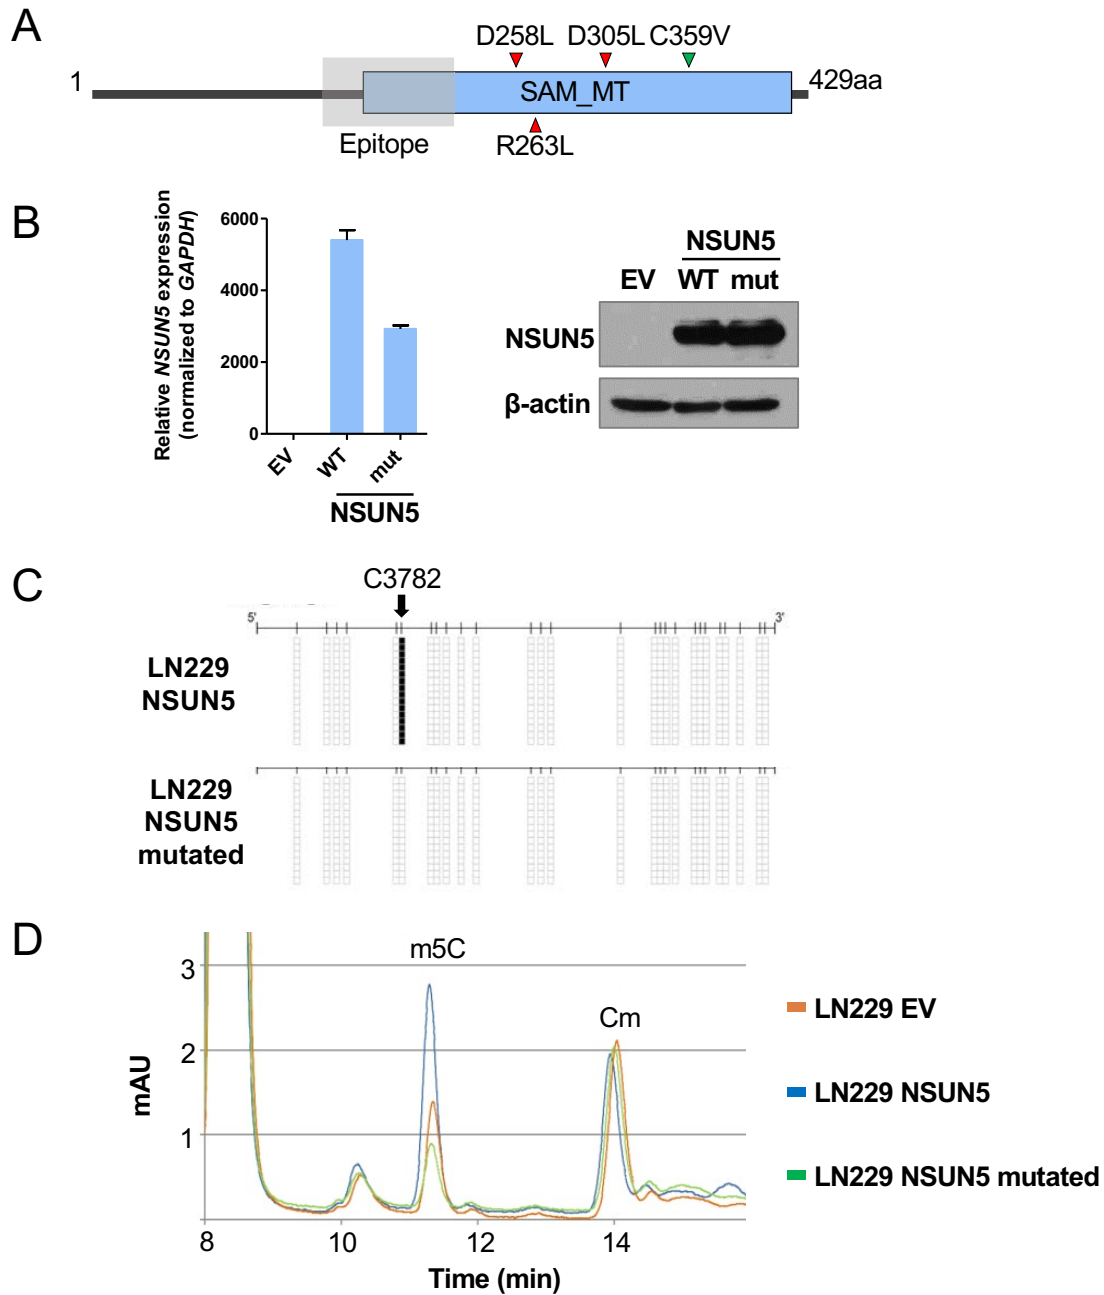 A
D258L D305L C359V
1
SAM_MT
429aa
Epitope
R263L
B
Relative NSUN5 expression
(normalized to GAPDH)
6000
4000
2000
0
EV
WT
mut
NSUN5
NSUN5
EV WT mut
NSUN5
β-actin
C
C3782
5'
3'
LN229
NSUN5
LN229
NSUN5
mutated
D
m5C
Cm
3
2
1
mAU
8 10 12 14
Time (min)
LN229 EV
LN229 NSUN5
LN229 NSUN5 mutated